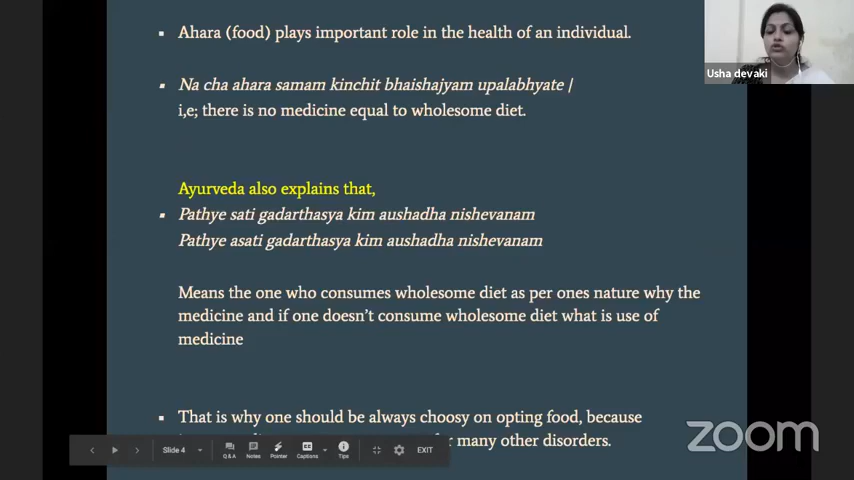 Ahara (food) plays important role in the health of an individual.
Usha devaki
Na cha ahara samam kinchit bhaishajyam upalabhyate |
i,e; there is no medicine equal to wholesome diet.
Ayurveda also explains that,
Pathye sati gadarthasya kim aushadha nishevanam
Pathye asati gadarthasya kim aushadha nishevanam
Means the one who consumes wholesome diet as per ones nature why the
medicine and if one doesn't consume wholesome diet what is use of
medicine
That is why one should be always choosy on opting food, because
for many other disorders.
zoom
Slide 4
Q & A
Notes
Pointer
Captions
Tips
EXIT